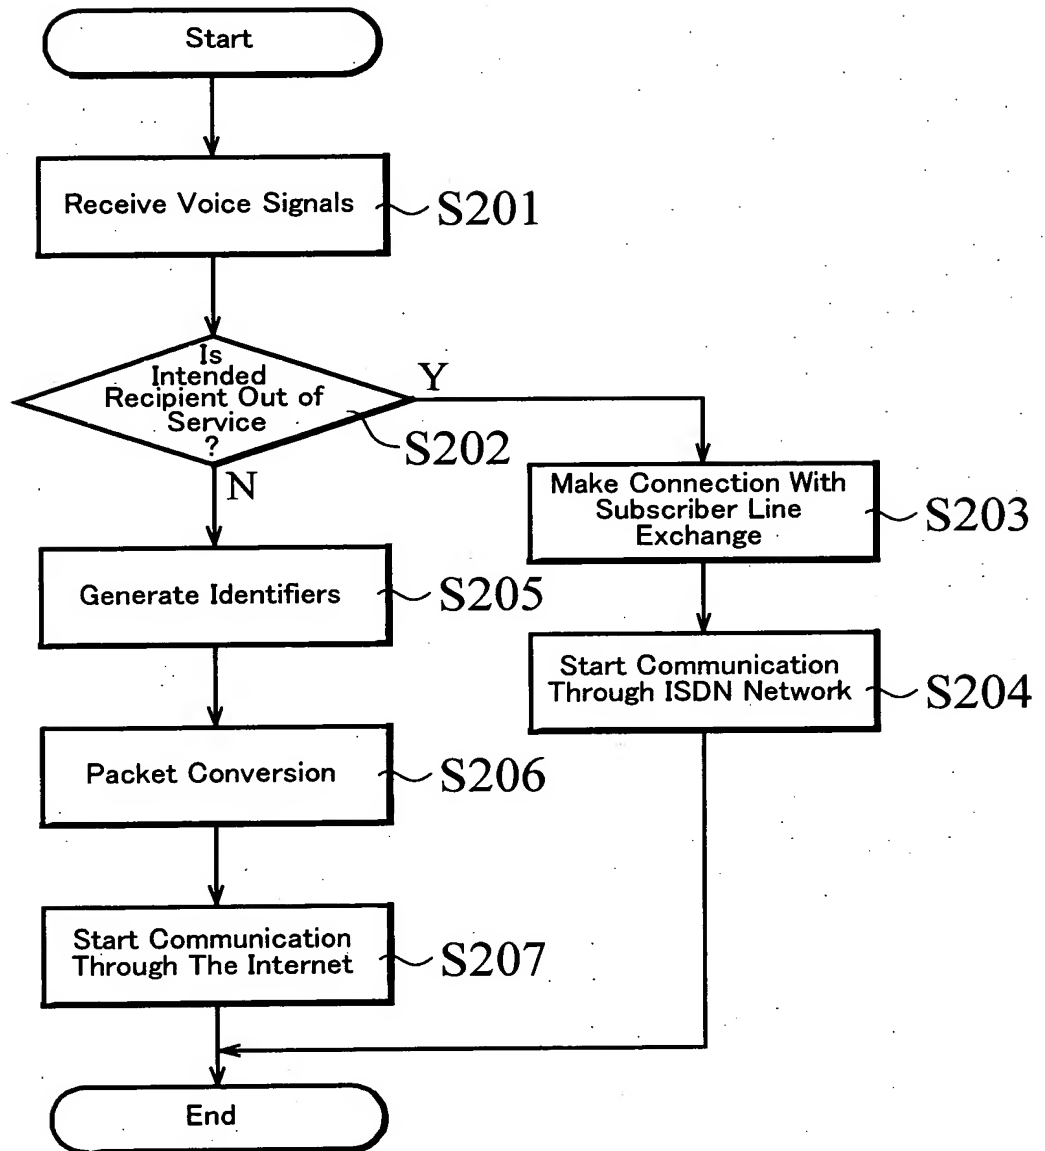 Start
Receive Voice Signals
S201
Is
Intended
Recipient Out of
Service
?
Y
S202
N
Make Connection With
Subscriber Line
Exchange
S203
Generate Identifiers
S205
Start Communication
Through ISDN Network
S204
Packet Conversion
S206
Start Communication
Through The Internet
S207
End